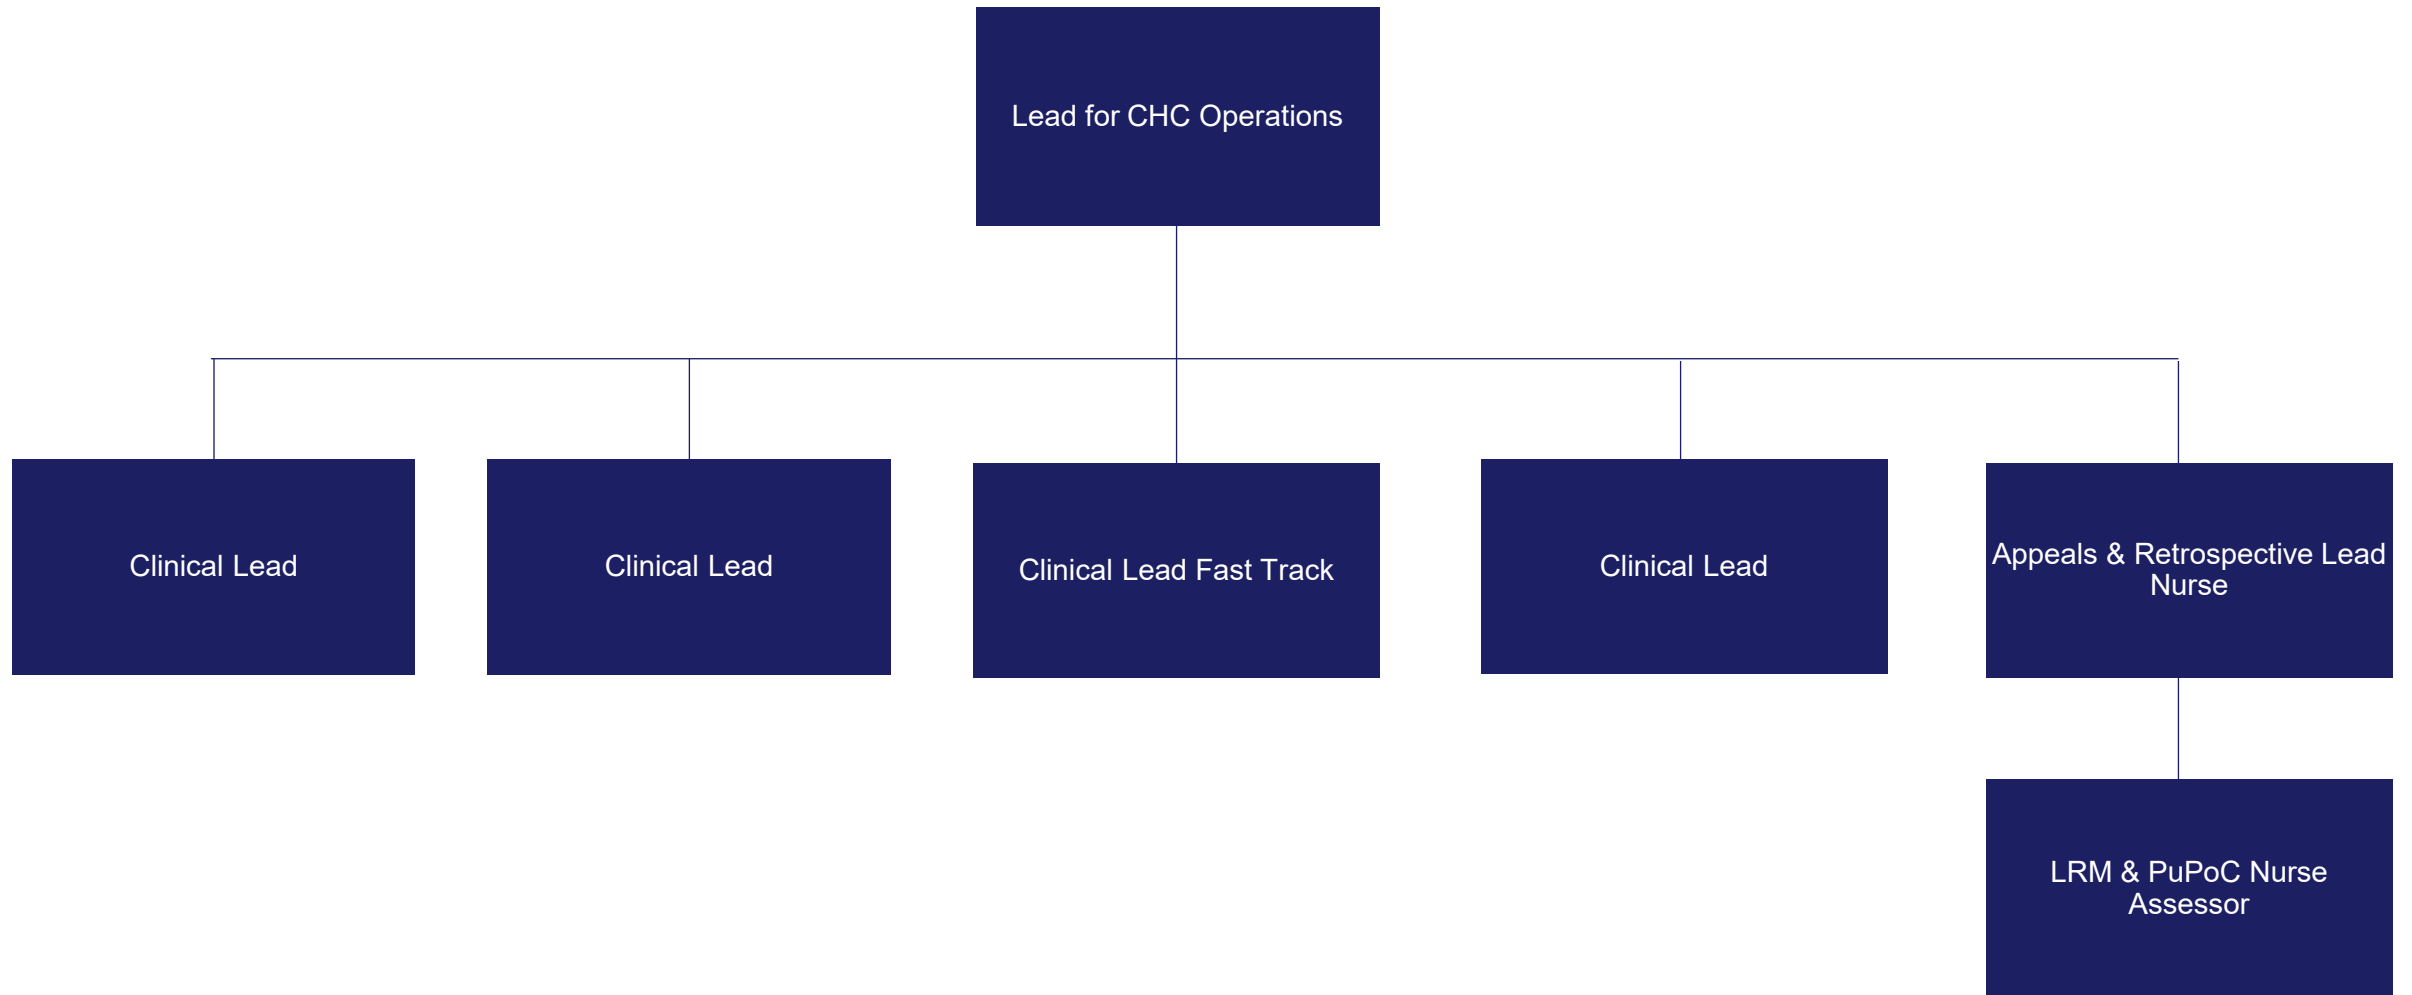 Lead for CHC Operations
Clinical Lead
Clinical Lead
Clinical Lead Fast Track
Clinical Lead
Appeals & Retrospective Lead
Nurse
LRM & PuPoC Nurse
Assessor